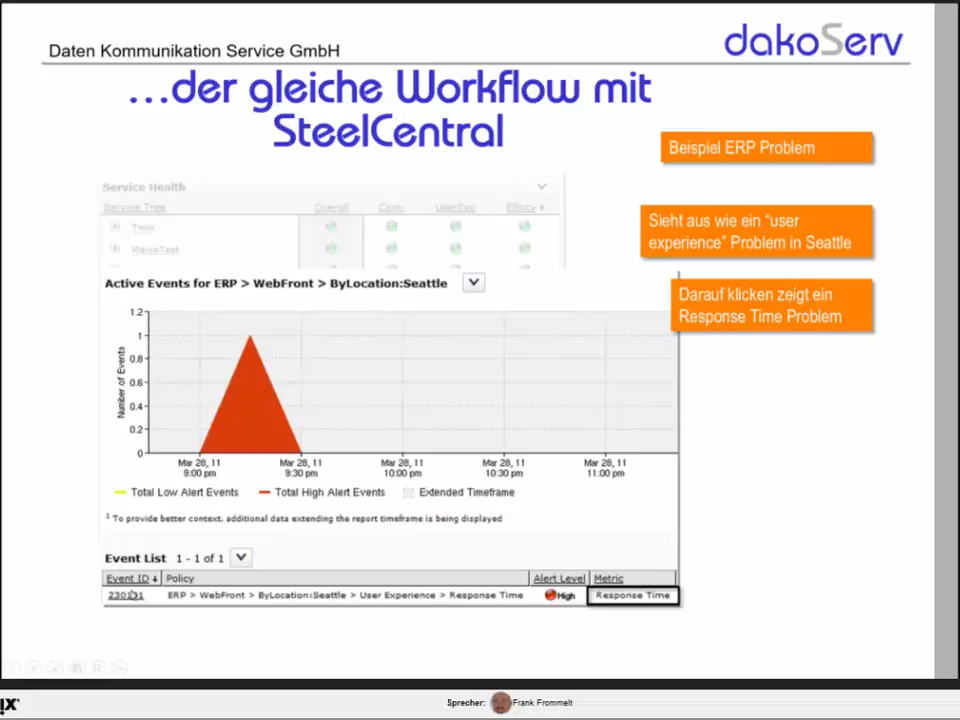 Daten Kommunikation Service GmbH
dakoServ
...der gleiche Workflow mit
SteelCentral
Beispiel ERP Problem
Service Health
Service Tree Overall Conn UserExp
Sieht aus wie ein “user
experience” Problem in Seattle
Active Events for ERP > WebFront > ByLocation:Seattle
Darauf klicken zeigt ein
Response Time Problem
Number of Events
1.2
1
0.8
0.6
0.4
0.2
0
Mar 28, 11 Mar 28, 11 Mar 28, 11 Mar 28, 11 Mar 28, 11
9:00 pm 9:30 pm 10:00 pm 10:30 pm 11:00 pm
Total Low Alert Events Total High Alert Events Extended Timeframe
1 To provide better context, additional data extending the report timeframe is being displayed
Event List 1 - 1 of 1
Event ID Policy Alert Level Metric
ERP > WebFront > ByLocation:Seattle > User Experience > Response Time High Response Time
Sprecher: Frank Frommelt